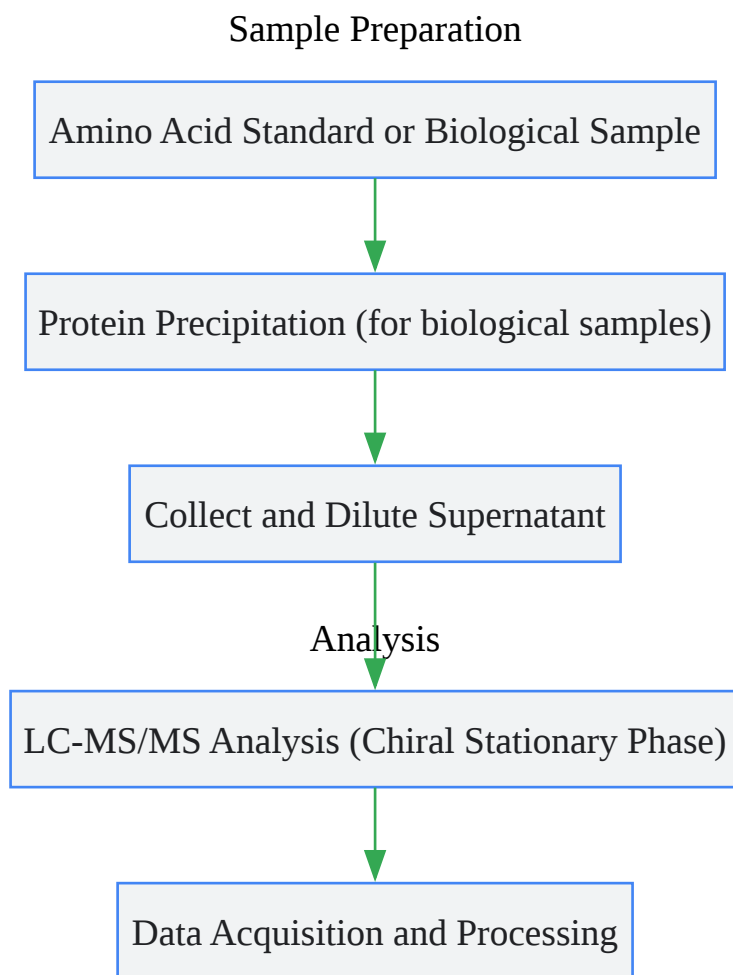 Sample Preparation
Amino Acid Standard or Biological Sample
Protein Precipitation (for biological samples)
Collect and Dilute Supernatant
Analysis
LC-MS/MS Analysis (Chiral Stationary Phase)
Data Acquisition and Processing